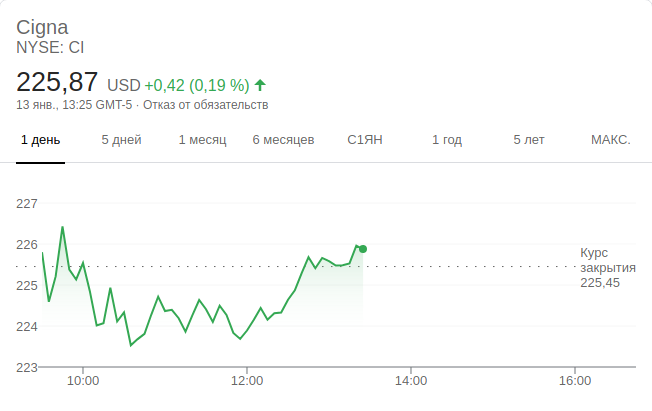 Cigna
NYSE: CI
225,87 USD +0,42 (0,19 %)
13 янв., 13:25 GMT-5 · Отказ от обязательств
1 день 5 дней 1 месяц 6 месяцев С1ЯН 1 год 5 лет МАКС.
227
226
Курс
закрытия
225,45
225
224
223
10:00 12:00 14:00 16:00